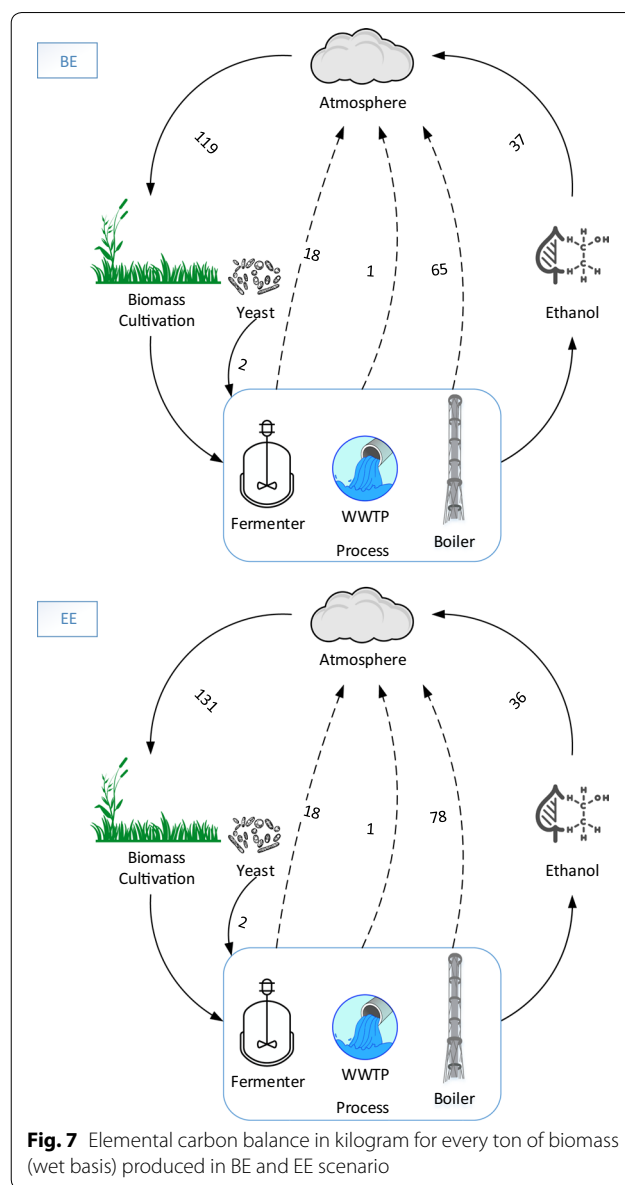 BE
Atmosphere
119
37
18
1
65
Biomass
Cultivation
Yeast
H
H-C-OH
H-C-H
H
Ethanol
2
Fermenter
WWTP
Boiler
Process
EE
Atmosphere
131
36
18
1
78
Biomass
Cultivation
Yeast
H
H-C-OH
H-C-H
H
Ethanol
2
Fermenter
WWTP
Boiler
Process
Fig. 7 Elemental carbon balance in kilogram for every ton of biomass
(wet basis) produced in BE and EE scenario